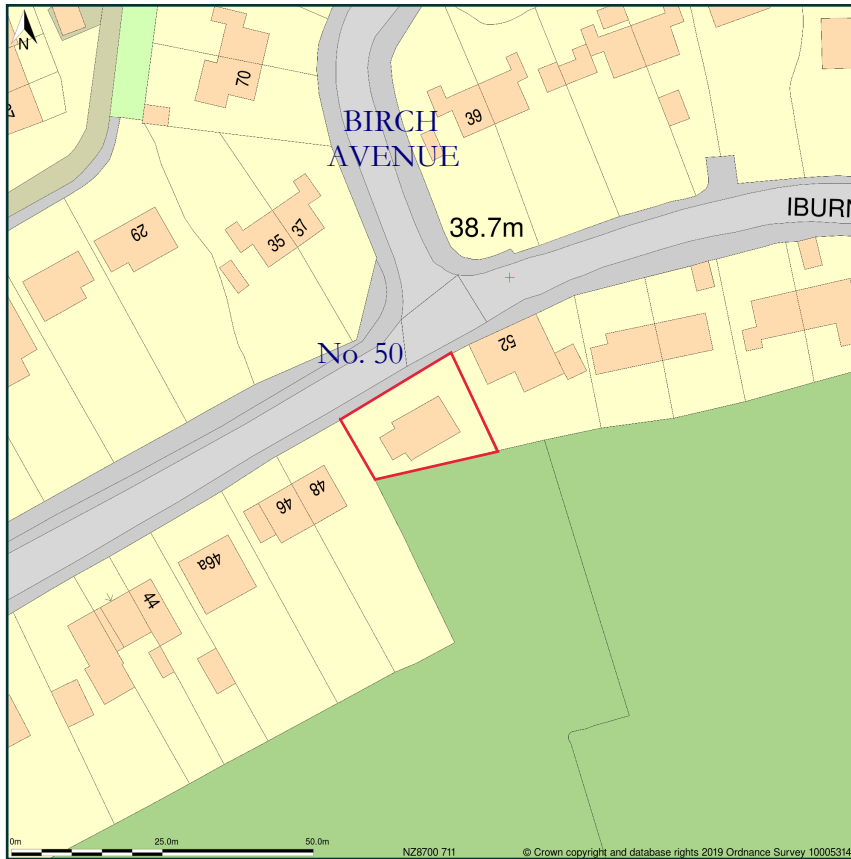 N
70
39
BIRCH
AVENUE
38.7m
IBURN
29
35
37
No. 50
52
48
46
46a
44
0m
25.0m
50.0m
NZ8700 711
© Crown copyright and database rights 2019 Ordnance Survey 10005314